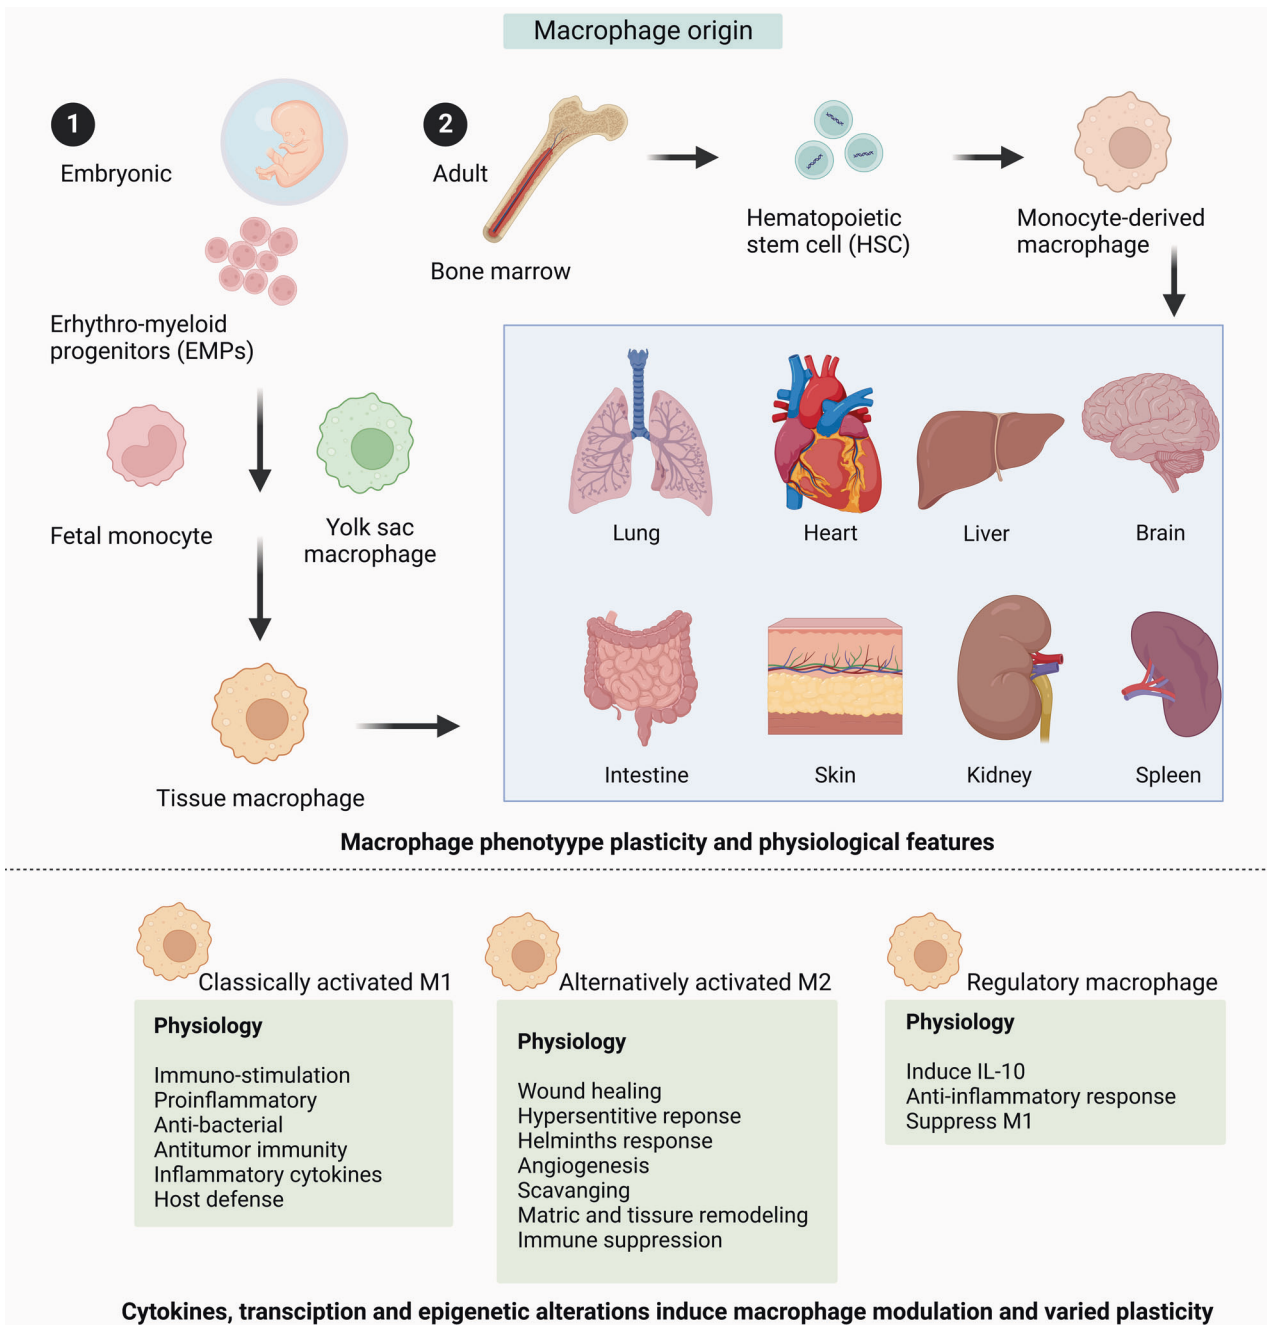 Macrophage origin
1
Embryonic
Erhythro-myeloid
progenitors (EMPs)
Fetal monocyte
Yolk sac
macrophage
Tissue macrophage
2
Adult
Bone marrow
Hematopoietic
stem cell (HSC)
Monocyte-derived
macrophage
Lung
Heart
Liver
Brain
Intestine
Skin
Kidney
Spleen
Macrophage phenotyype plasticity and physiological features
Classically activated M1
Physiology
Immuno-stimulation
Proinflammatory
Anti-bacterial
Antitumor immunity
Inflammatory cytokines
Host defense
Alternatively activated M2
Physiology
Wound healing
Hypersentitive reponse
Helminths response
Angiogenesis
Scavanging
Matric and tissure remodeling
Immune suppression
Regulatory macrophage
Physiology
Induce IL-10
Anti-inflammatory response
Suppress M1
Cytokines, transciption and epigenetic alterations induce macrophage modulation and varied plasticity